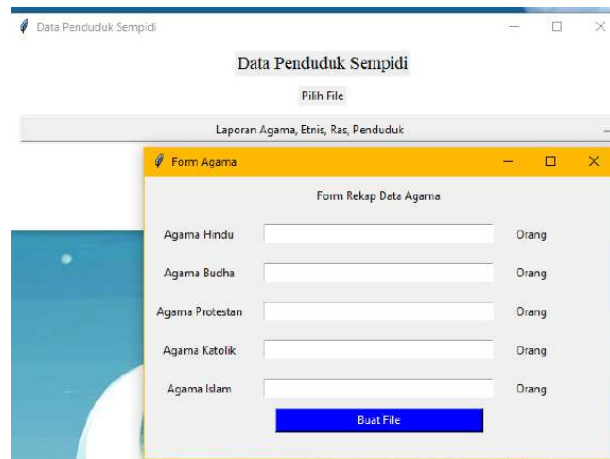 Data Penduduk Sempidi
Data Penduduk Sempidi
Pilih File
Laporan Agama, Etnis, Ras, Penduduk
Form Agama
Form Rekap Data Agama
Agama Hindu Orang
Agama Budha Orang
Agama Protestan Orang
Agama Katolik Orang
Agama Islam Orang
Buat File